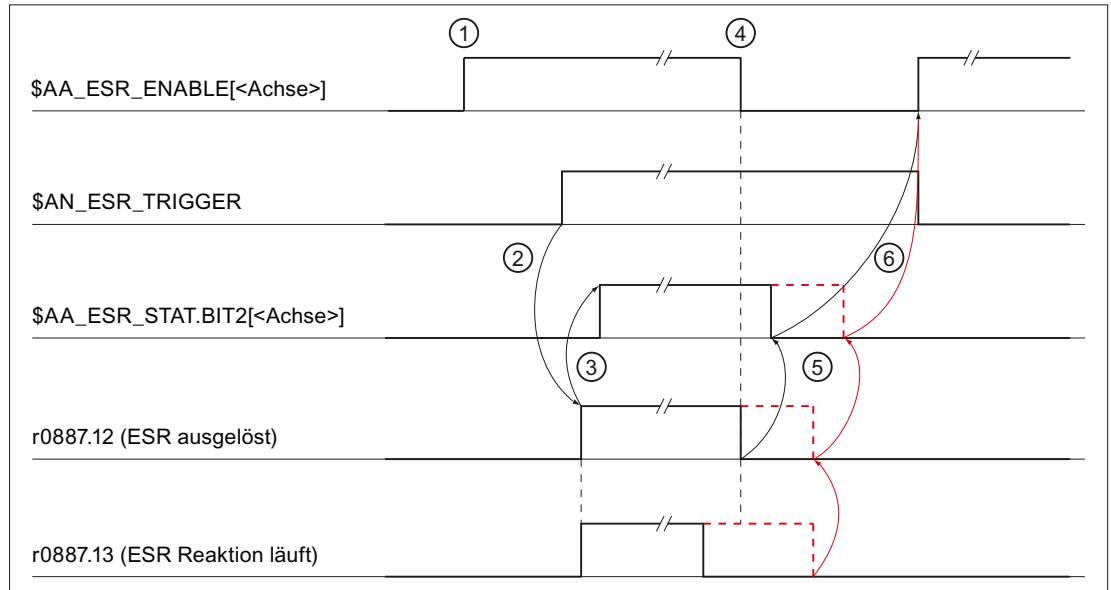 ① ④
$AA_ESR_ENABLE[<Achse>]
$AN_ESR_TRIGGER
② ⑥
$AA_ESR_STAT.BIT2[<Achse>]
③ ⑤
r0887.12 (ESR ausgelöst)
r0887.13 (ESR Reaktion läuft)